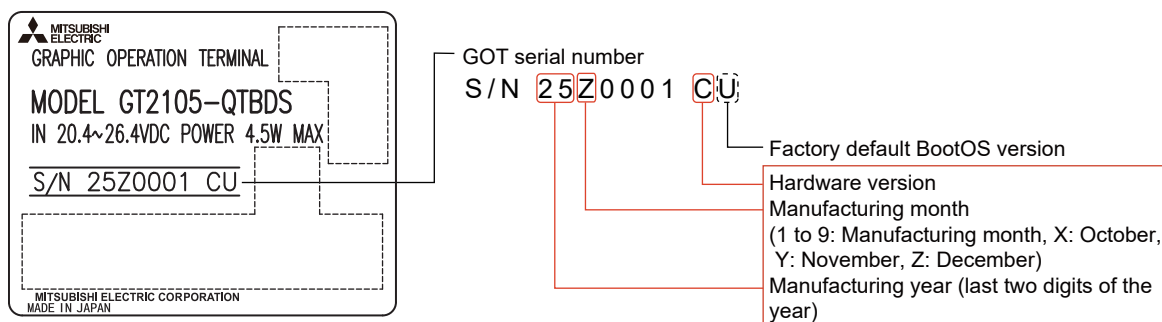 MITSUBISHI
ELECTRIC
GRAPHIC OPERATION TERMINAL
MODEL GT2105-QTBDS
IN 20.4~26.4VDC POWER 4.5W MAX
S/N 25Z0001 CU
MITSUBISHI ELECTRIC CORPORATION
MADE IN JAPAN
GOT serial number
S/N 25Z0001 CU
Factory default BootOS version
Hardware version
Manufacturing month
(1 to 9: Manufacturing month, X: October,
Y: November, Z: December)
Manufacturing year (last two digits of the
year)